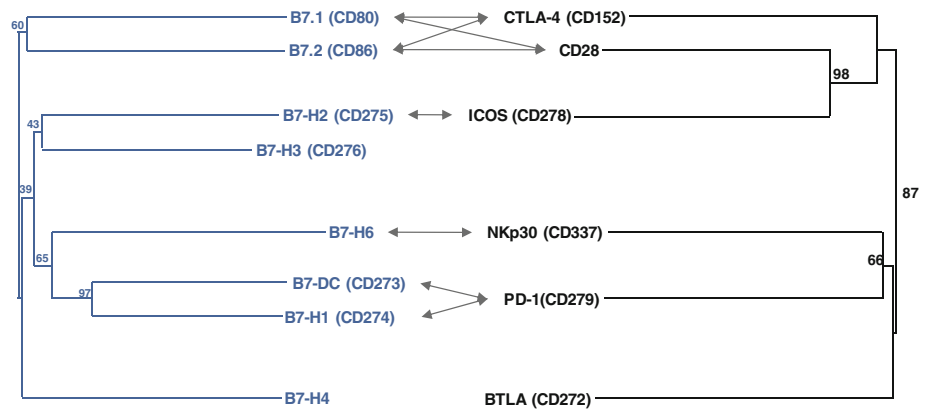 60
B7.1 (CD80) CTLA-4 (CD152)
B7.2 (CD86) CD28
98
B7-H2 (CD275) ICOS (CD278)
43
B7-H3 (CD276)
39
87
B7-H6 NKp30 (CD337)
65
66
B7-DC (CD273)
97
PD-1(CD279)
B7-H1 (CD274)
B7-H4 BTLA (CD272)